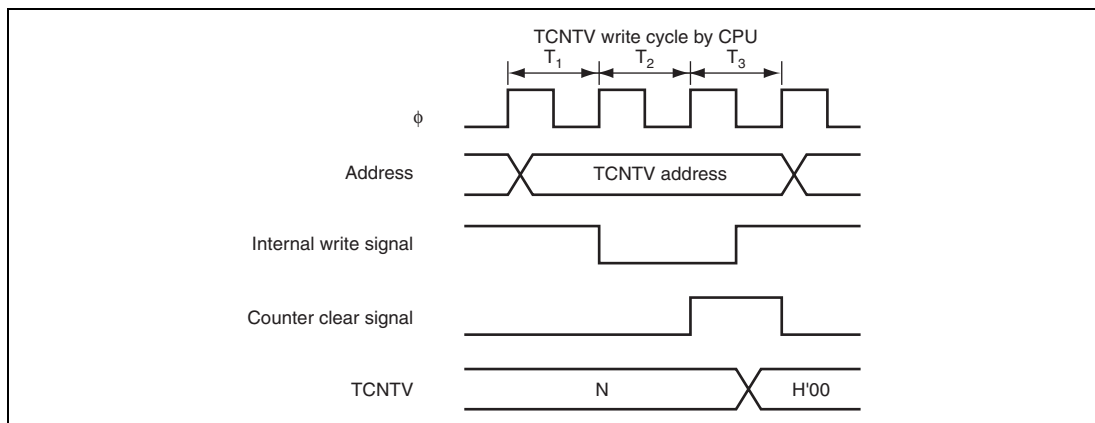 TCNTV write cycle by CPU
T1 T2 T3
ϕ
Address TCNTV address
Internal write signal
Counter clear signal
TCNTV N H'00